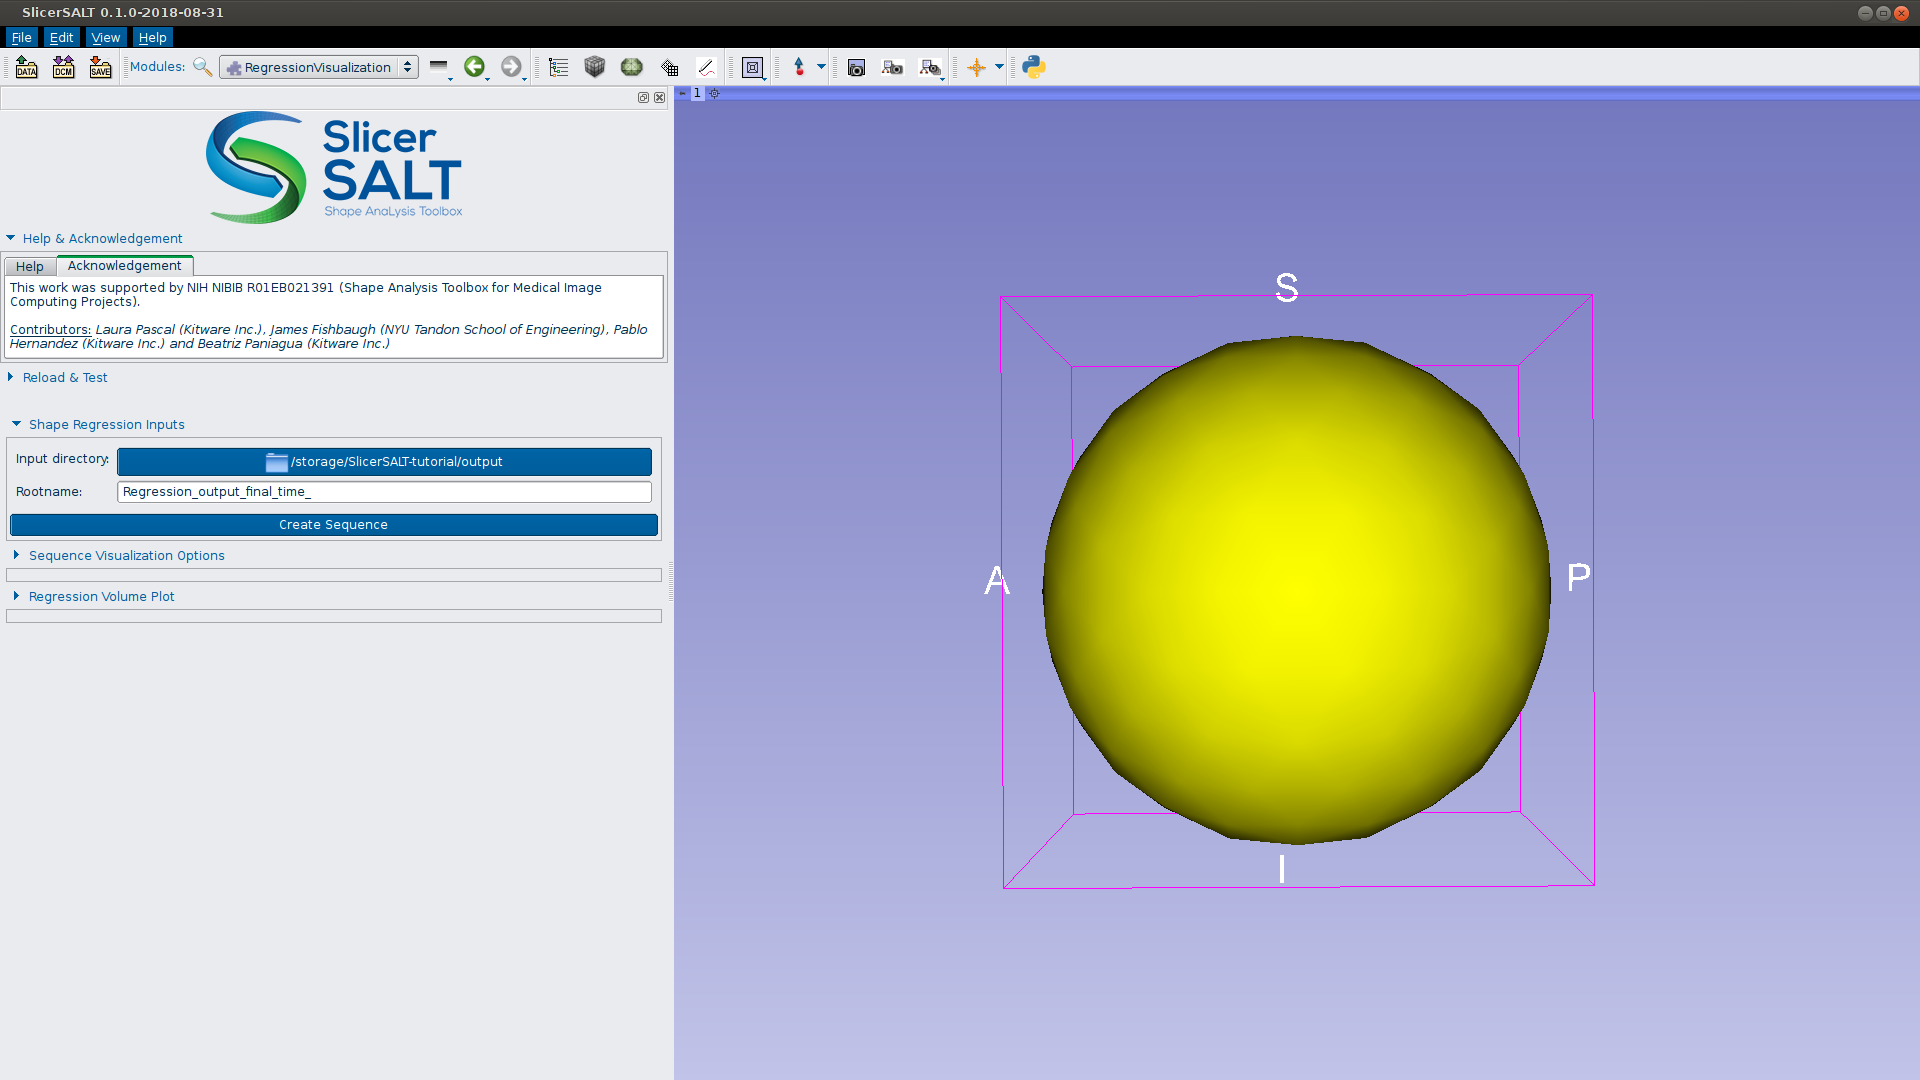 SlicerSALT 0.1.0-2018-08-31
File Edit View Help
DATA DCM SAVE Modules: RegressionVisualization
1
Slicer
SALT
Shape AnaLysis Toolbox
Help & Acknowledgement
Help Acknowledgement
This work was supported by NIH NIBIB R01EB021391 (Shape Analysis Toolbox for Medical Image
Computing Projects).
Contributors: Laura Pascal (Kitware Inc.), James Fishbaugh (NYU Tandon School of Engineering), Pablo
Hernandez (Kitware Inc.) and Beatriz Paniagua (Kitware Inc.)
Reload & Test
Shape Regression Inputs
Input directory: /storage/SlicerSALT-tutorial/output
Rootname: Regression_output_final_time_
Create Sequence
Sequence Visualization Options
Regression Volume Plot
S
A
P
I